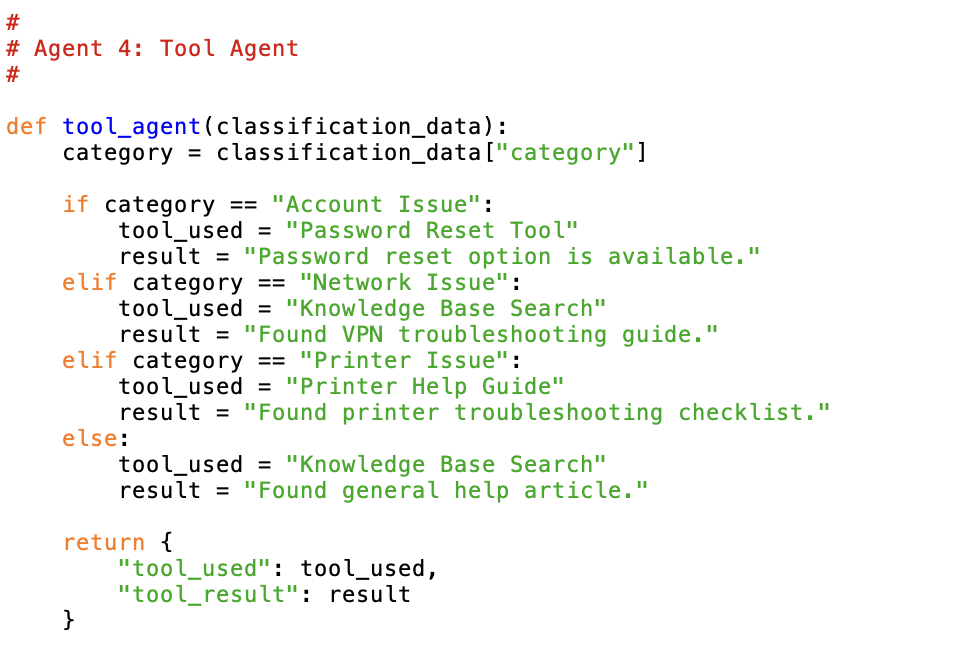 #
# Agent 4: Tool Agent
#
def tool_agent(classification_data):
    category = classification_data["category"]
    if category == "Account Issue":
        tool_used = "Password Reset Tool"
        result = "Password reset option is available."
    elif category == "Network Issue":
        tool_used = "Knowledge Base Search"
        result = "Found VPN troubleshooting guide."
    elif category == "Printer Issue":
        tool_used = "Printer Help Guide"
        result = "Found printer troubleshooting checklist."
    else:
        tool_used = "Knowledge Base Search"
        result = "Found general help article."
    return {
        "tool_used": tool_used,
        "tool_result": result
    }